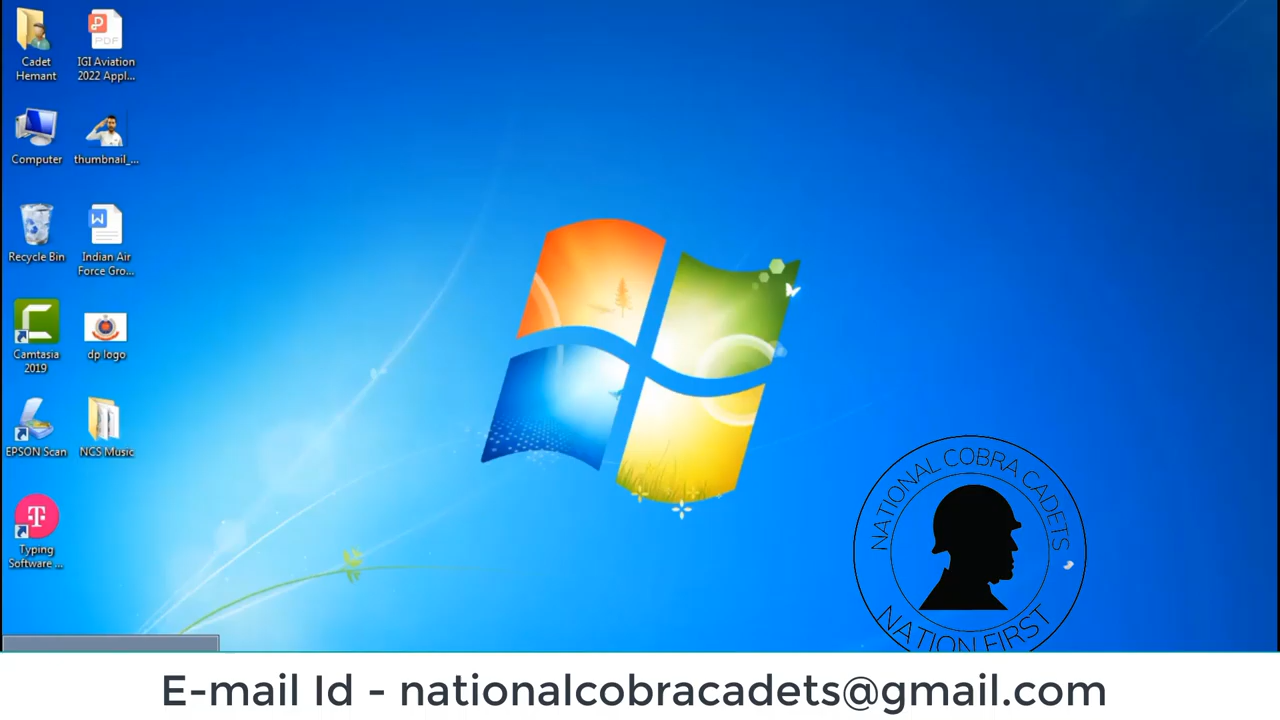 Cadet
Hemant
IGI Aviation
2022 Appl...
Computer
thumbnail_...
Recycle Bin
Indian Air
Force Gro...
Camtasia
2019
dp logo
EPSON Scan
NCS Music
Typing
Software ...
PDF
W
T
NATIONAL COBRA CADETS
NATION FIRST
E-mail Id - nationalcobracadets@gmail.com